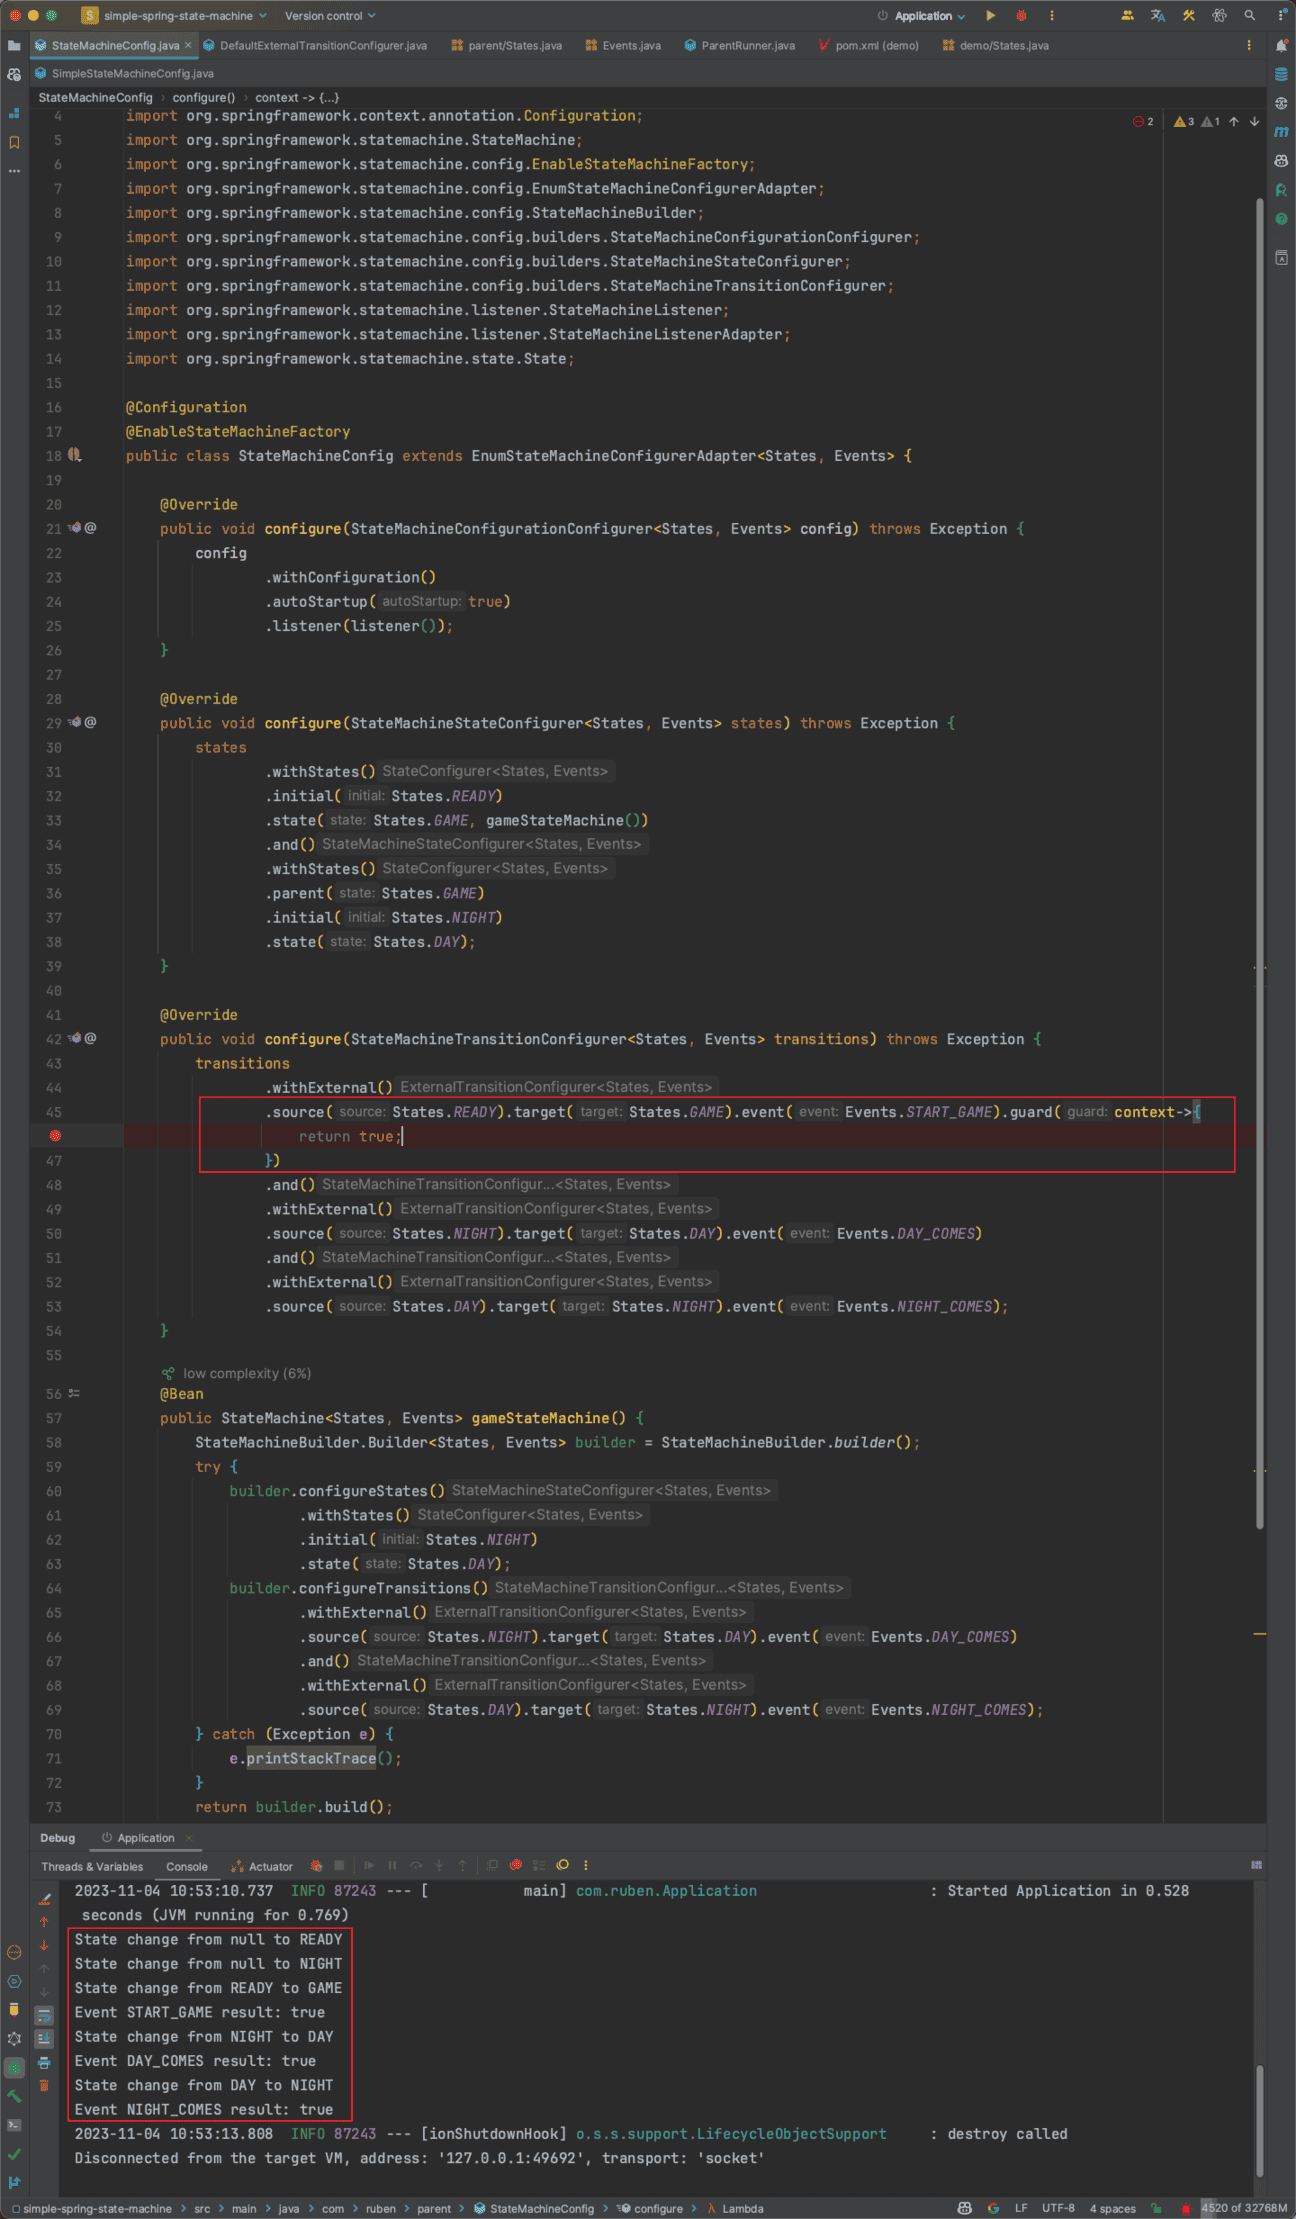 simple-spring-state-machine Version control Application
StateMachineConfig.java DefaultExternalTransitionConfigurer.java parent/States.java Events.java ParentRunner.java pom.xml (demo) demo/States.java
SimpleStateMachineConfig.java
StateMachineConfig configure() context -> {...}
4 import org.springframework.context.annotation.Configuration; 2 3 1
5 import org.springframework.statemachine.StateMachine;
6 import org.springframework.statemachine.config.EnableStateMachineFactory;
7 import org.springframework.statemachine.config.EnumStateMachineConfigurerAdapter;
8 import org.springframework.statemachine.config.StateMachineBuilder;
9 import org.springframework.statemachine.config.builders.StateMachineConfigurationConfigurer;
10 import org.springframework.statemachine.config.builders.StateMachineStateConfigurer;
11 import org.springframework.statemachine.config.builders.StateMachineTransitionConfigurer;
12 import org.springframework.statemachine.listener.StateMachineListener;
13 import org.springframework.statemachine.listener.StateMachineListenerAdapter;
14 import org.springframework.statemachine.state.State;
15
16 @Configuration
17 @EnableStateMachineFactory
18 public class StateMachineConfig extends EnumStateMachineConfigurerAdapter<States, Events> {
19
20 @Override
21 public void configure(StateMachineConfigurationConfigurer<States, Events> config) throws Exception {
22 config
23 .withConfiguration()
24 .autoStartup( autoStartup: true)
25 .listener(listener());
26 }
27
28 @Override
29 public void configure(StateMachineStateConfigurer<States, Events> states) throws Exception {
30 states
31 .withStates() StateConfigurer<States, Events>
32 .initial( initial: States.READY)
33 .state( state: States.GAME, gameStateMachine())
34 .and() StateMachineStateConfigurer<States, Events>
35 .withStates() StateConfigurer<States, Events>
36 .parent( state: States.GAME)
37 .initial( initial: States.NIGHT)
38 .state( state: States.DAY);
39 }
40
41 @Override
42 public void configure(StateMachineTransitionConfigurer<States, Events> transitions) throws Exception {
43 transitions
44 .withExternal() ExternalTransitionConfigurer<States, Events>
45 .source( source: States.READY).target( target: States.GAME).event( event: Events.START_GAME).guard( guard: context->{
return true;
47 })
48 .and() StateMachineTransitionConfigur...<States, Events>
49 .withExternal() ExternalTransitionConfigurer<States, Events>
50 .source( source: States.NIGHT).target( target: States.DAY).event( event: Events.DAY_COMES)
51 .and() StateMachineTransitionConfigur...<States, Events>
52 .withExternal() ExternalTransitionConfigurer<States, Events>
53 .source( source: States.DAY).target( target: States.NIGHT).event( event: Events.NIGHT_COMES);
54 }
55
low complexity (6%)
56 @Bean
57 public StateMachine<States, Events> gameStateMachine() {
58 StateMachineBuilder.Builder<States, Events> builder = StateMachineBuilder.builder();
59 try {
60 builder.configureStates() StateMachineStateConfigurer<States, Events>
61 .withStates() StateConfigurer<States, Events>
62 .initial( initial: States.NIGHT)
63 .state( state: States.DAY);
64 builder.configureTransitions() StateMachineTransitionConfigur...<States, Events>
65 .withExternal() ExternalTransitionConfigurer<States, Events>
66 .source( source: States.NIGHT).target( target: States.DAY).event( event: Events.DAY_COMES)
67 .and() StateMachineTransitionConfigur...<States, Events>
68 .withExternal() ExternalTransitionConfigurer<States, Events>
69 .source( source: States.DAY).target( target: States.NIGHT).event( event: Events.NIGHT_COMES);
70 } catch (Exception e) {
71 e.printStackTrace();
72 }
73 return builder.build();
Debug Application
Threads & Variables Console Actuator
2023-11-04 10:53:10.737 INFO 87243 --- [ main] com.ruben.Application : Started Application in 0.528
seconds (JVM running for 0.769)
State change from null to READY
State change from null to NIGHT
State change from READY to GAME
Event START_GAME result: true
State change from NIGHT to DAY
Event DAY_COMES result: true
State change from DAY to NIGHT
Event NIGHT_COMES result: true
2023-11-04 10:53:13.808 INFO 87243 --- [ionShutdownHook] o.s.s.support.LifecycleObjectSupport : destroy called
Disconnected from the target VM, address: '127.0.0.1:49692', transport: 'socket'
simple-spring-state-machine src main java com ruben parent StateMachineConfig configure Lambda LF UTF-8 4 spaces 4520 of 32768M